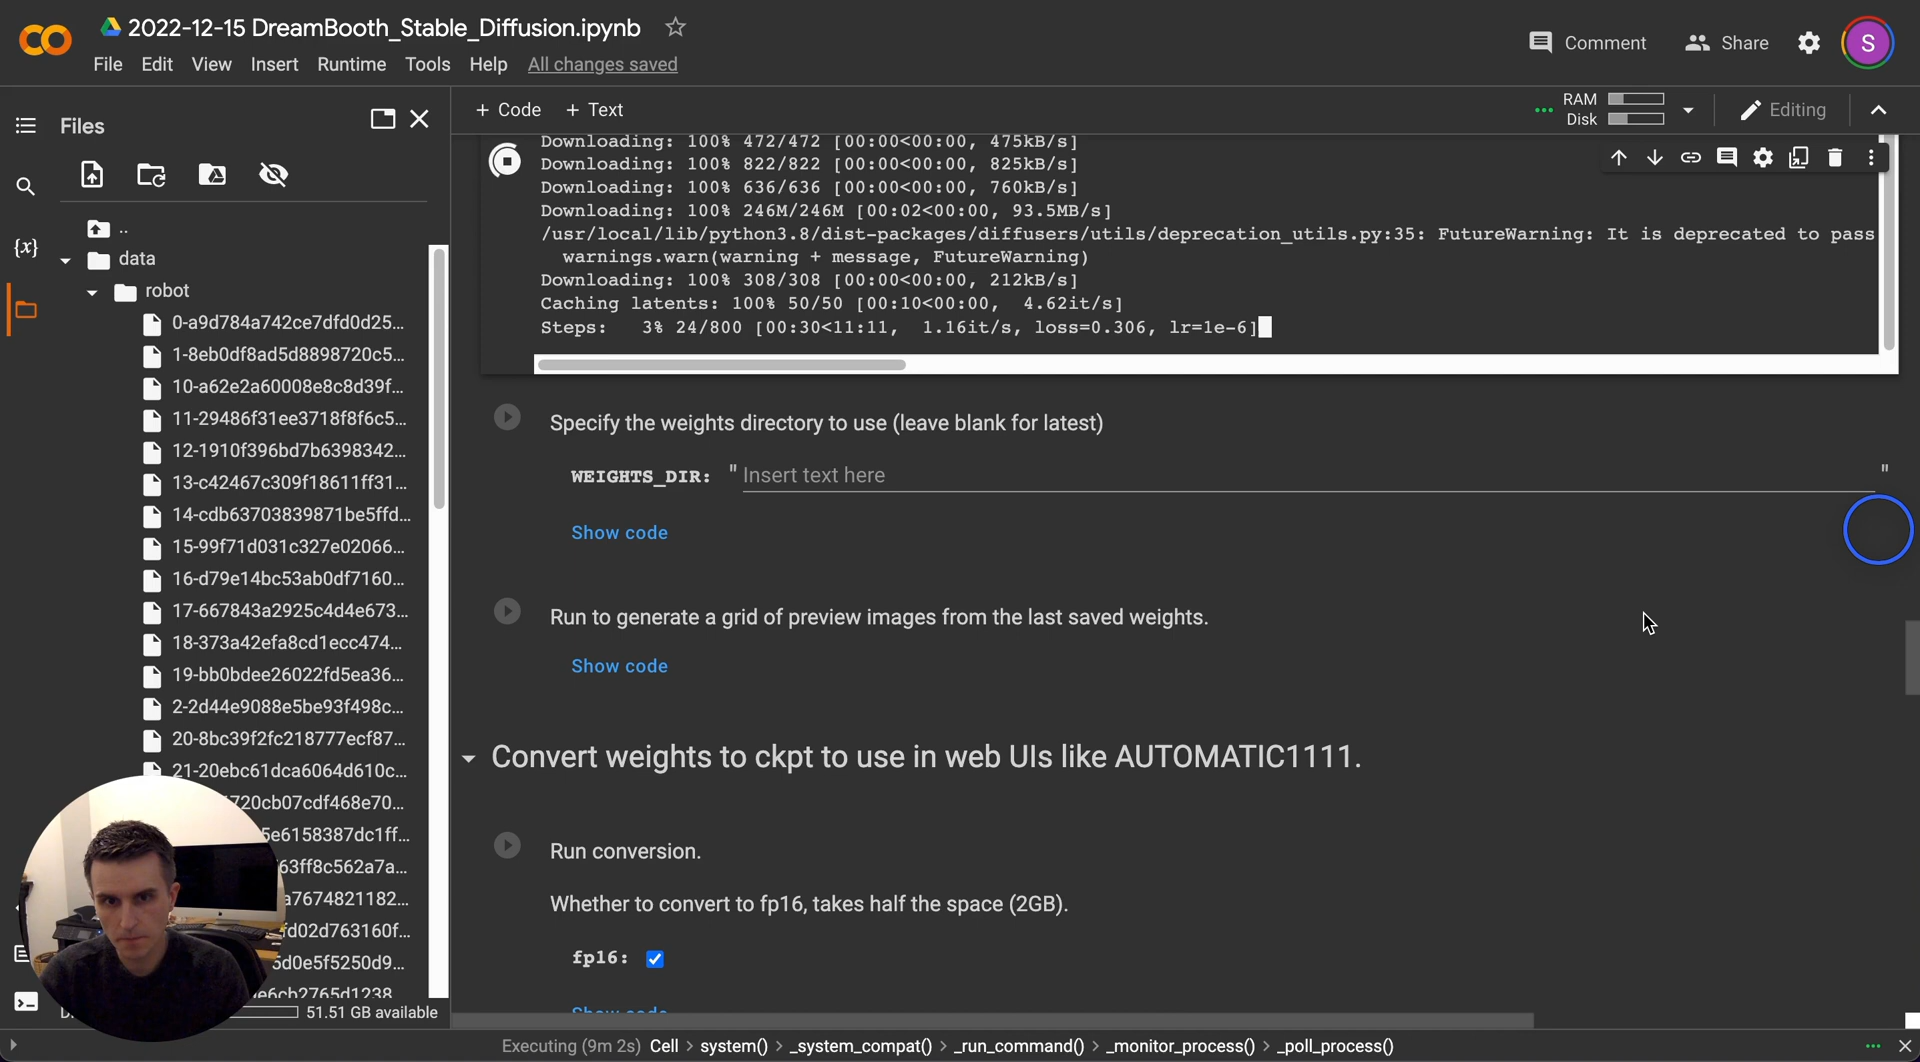 2022-12-15 DreamBooth_Stable_Diffusion.ipynb
Comment
Share
S
File Edit View Insert Runtime Tools Help All changes saved
Files
+ Code + Text
RAM
Disk
Editing
..
data
robot
0-a9d784a742ce7dfd0d25...
1-8eb0df8ad5d8898720c5...
10-a62e2a60008e8c8d39f...
11-29486f31ee3718f8f6c5...
12-1910f396bd7b6398342...
13-c42467c309f18611ff31...
14-cdb63703839871be5ffd...
15-99f71d031c327e02066...
16-d79e14bc53ab0df7160...
17-667843a2925c4d4e673...
18-373a42efa8cd1ecc474...
19-bb0bdee26022fd5ea36...
2-2d44e9088e5be93f498c...
20-8bc39f2fc218777ecf87...
21-20ebc61dca6064d610c...
720cb07cdf468e70...
5e6158387dc1ff...
63ff8c562a7a...
a7674821182...
fd02d763160f...
5d0e5f5250d9...
51.51 GB available
{x}
Downloading: 100% 472/472 [00:00<00:00, 475kB/s]
Downloading: 100% 822/822 [00:00<00:00, 825kB/s]
Downloading: 100% 636/636 [00:00<00:00, 760kB/s]
Downloading: 100% 246M/246M [00:02<00:00, 93.5MB/s]
/usr/local/lib/python3.8/dist-packages/diffusers/utils/deprecation_utils.py:35: FutureWarning: It is deprecated to pass
warnings.warn(warning + message, FutureWarning)
Downloading: 100% 308/308 [00:00<00:00, 212kB/s]
Caching latents: 100% 50/50 [00:10<00:00, 4.62it/s]
Steps: 3% 24/800 [00:30<11:11, 1.16it/s, loss=0.306, lr=1e-6]
Specify the weights directory to use (leave blank for latest)
WEIGHTS_DIR: " Insert text here "
Show code
Run to generate a grid of preview images from the last saved weights.
Show code
Convert weights to ckpt to use in web UIs like AUTOMATIC1111.
Run conversion.
Whether to convert to fp16, takes half the space (2GB).
fp16:
Show code
Executing (9m 2s) Cell > system() > _system_compat() > _run_command() > _monitor_process() > _poll_process()